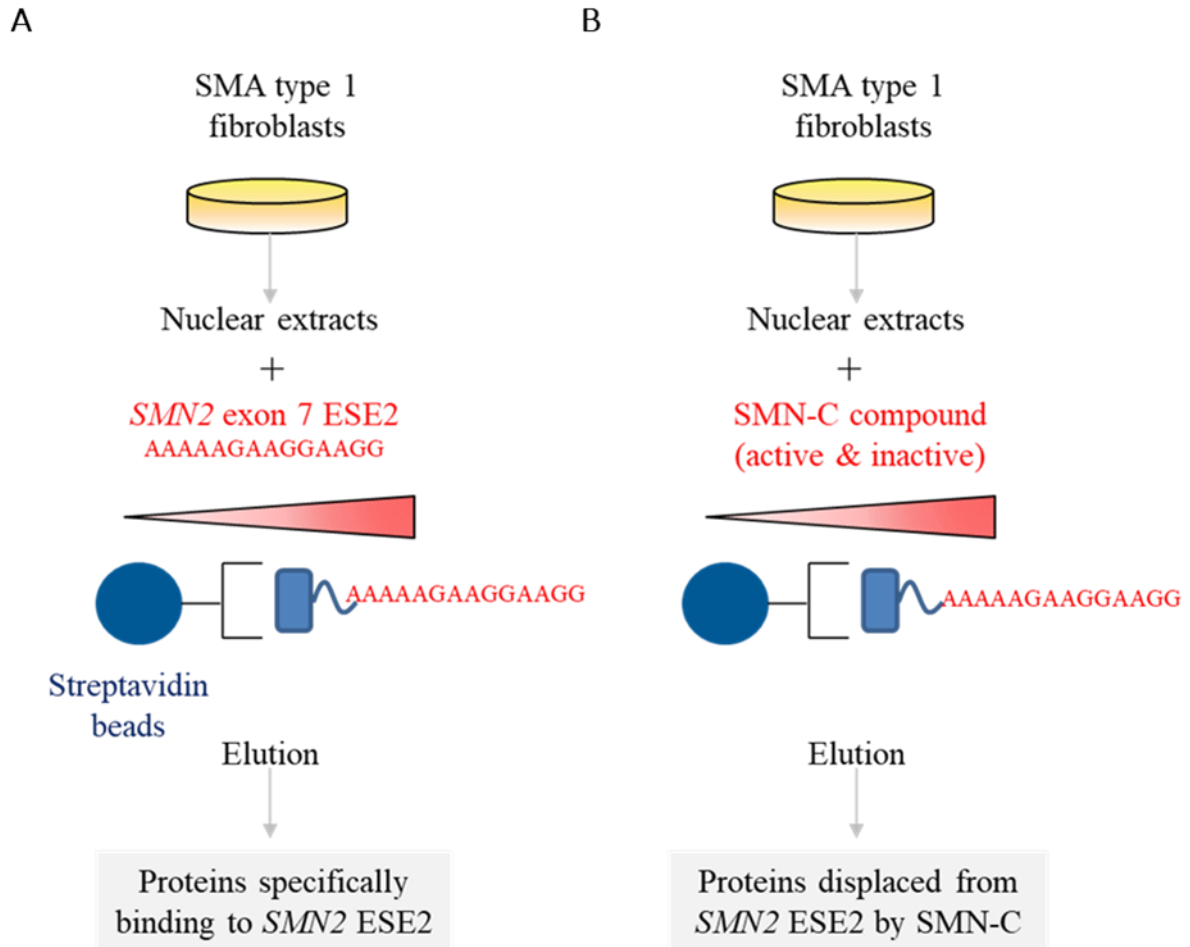 A
SMA type 1
fibroblasts
Nuclear extracts
+
SMN2 exon 7 ESE2
AAAAAGAAGGAAGG
AAAAAGAAGGAAGG
Streptavidin
beads
Elution
Proteins specifically
binding to SMN2 ESE2
B
SMA type 1
fibroblasts
Nuclear extracts
+
SMN-C compound
(active & inactive)
AAAAAGAAGGAAGG
Elution
Proteins displaced from
SMN2 ESE2 by SMN-C